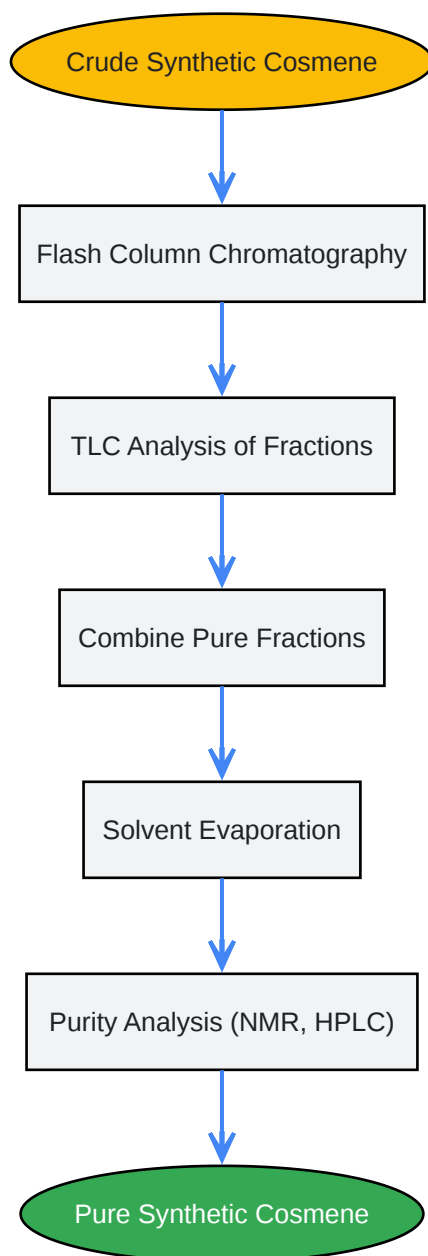 Crude Synthetic Cosmene
Flash Column Chromatography
TLC Analysis of Fractions
Combine Pure Fractions
Solvent Evaporation
Purity Analysis (NMR, HPLC)
Pure Synthetic Cosmene